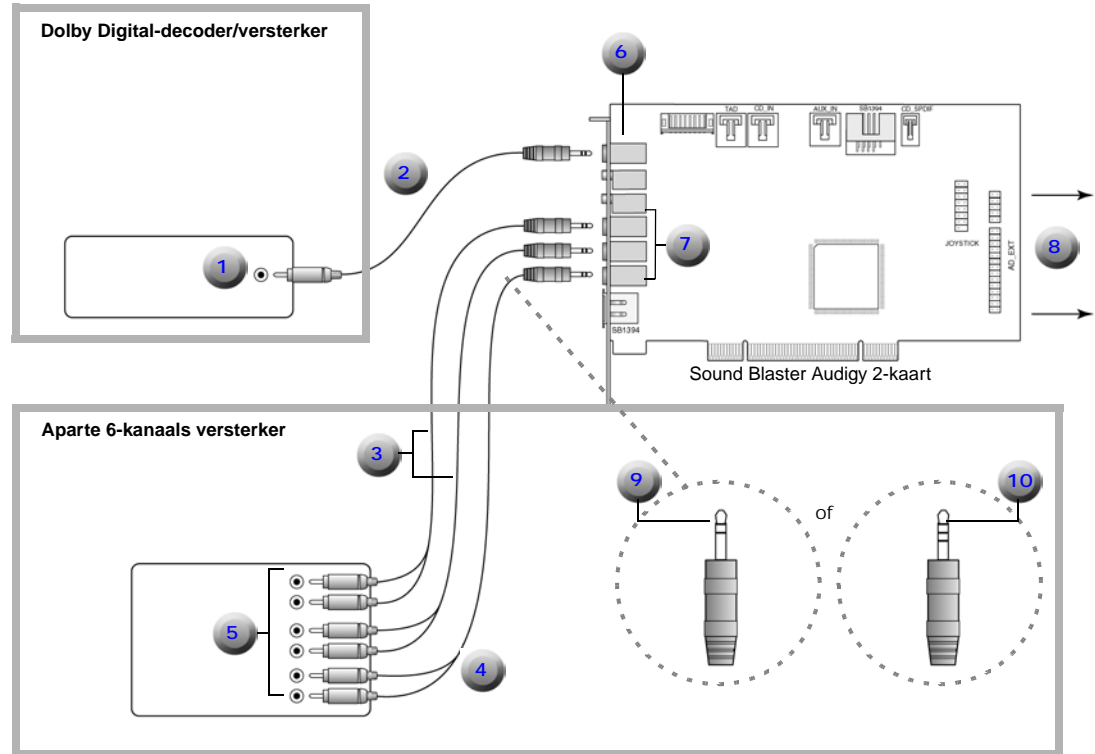 Dolby Digital-decoder/versterker
6
TAD
CD_IN
AUX_IN
SB1394
CD_SPDIF
2
1
7
JOYSTICK
AD_EXT
8
SB1394
Sound Blaster Audigy 2-kaart
Aparte 6-kanaals versterker
3
9
of
10
5
4